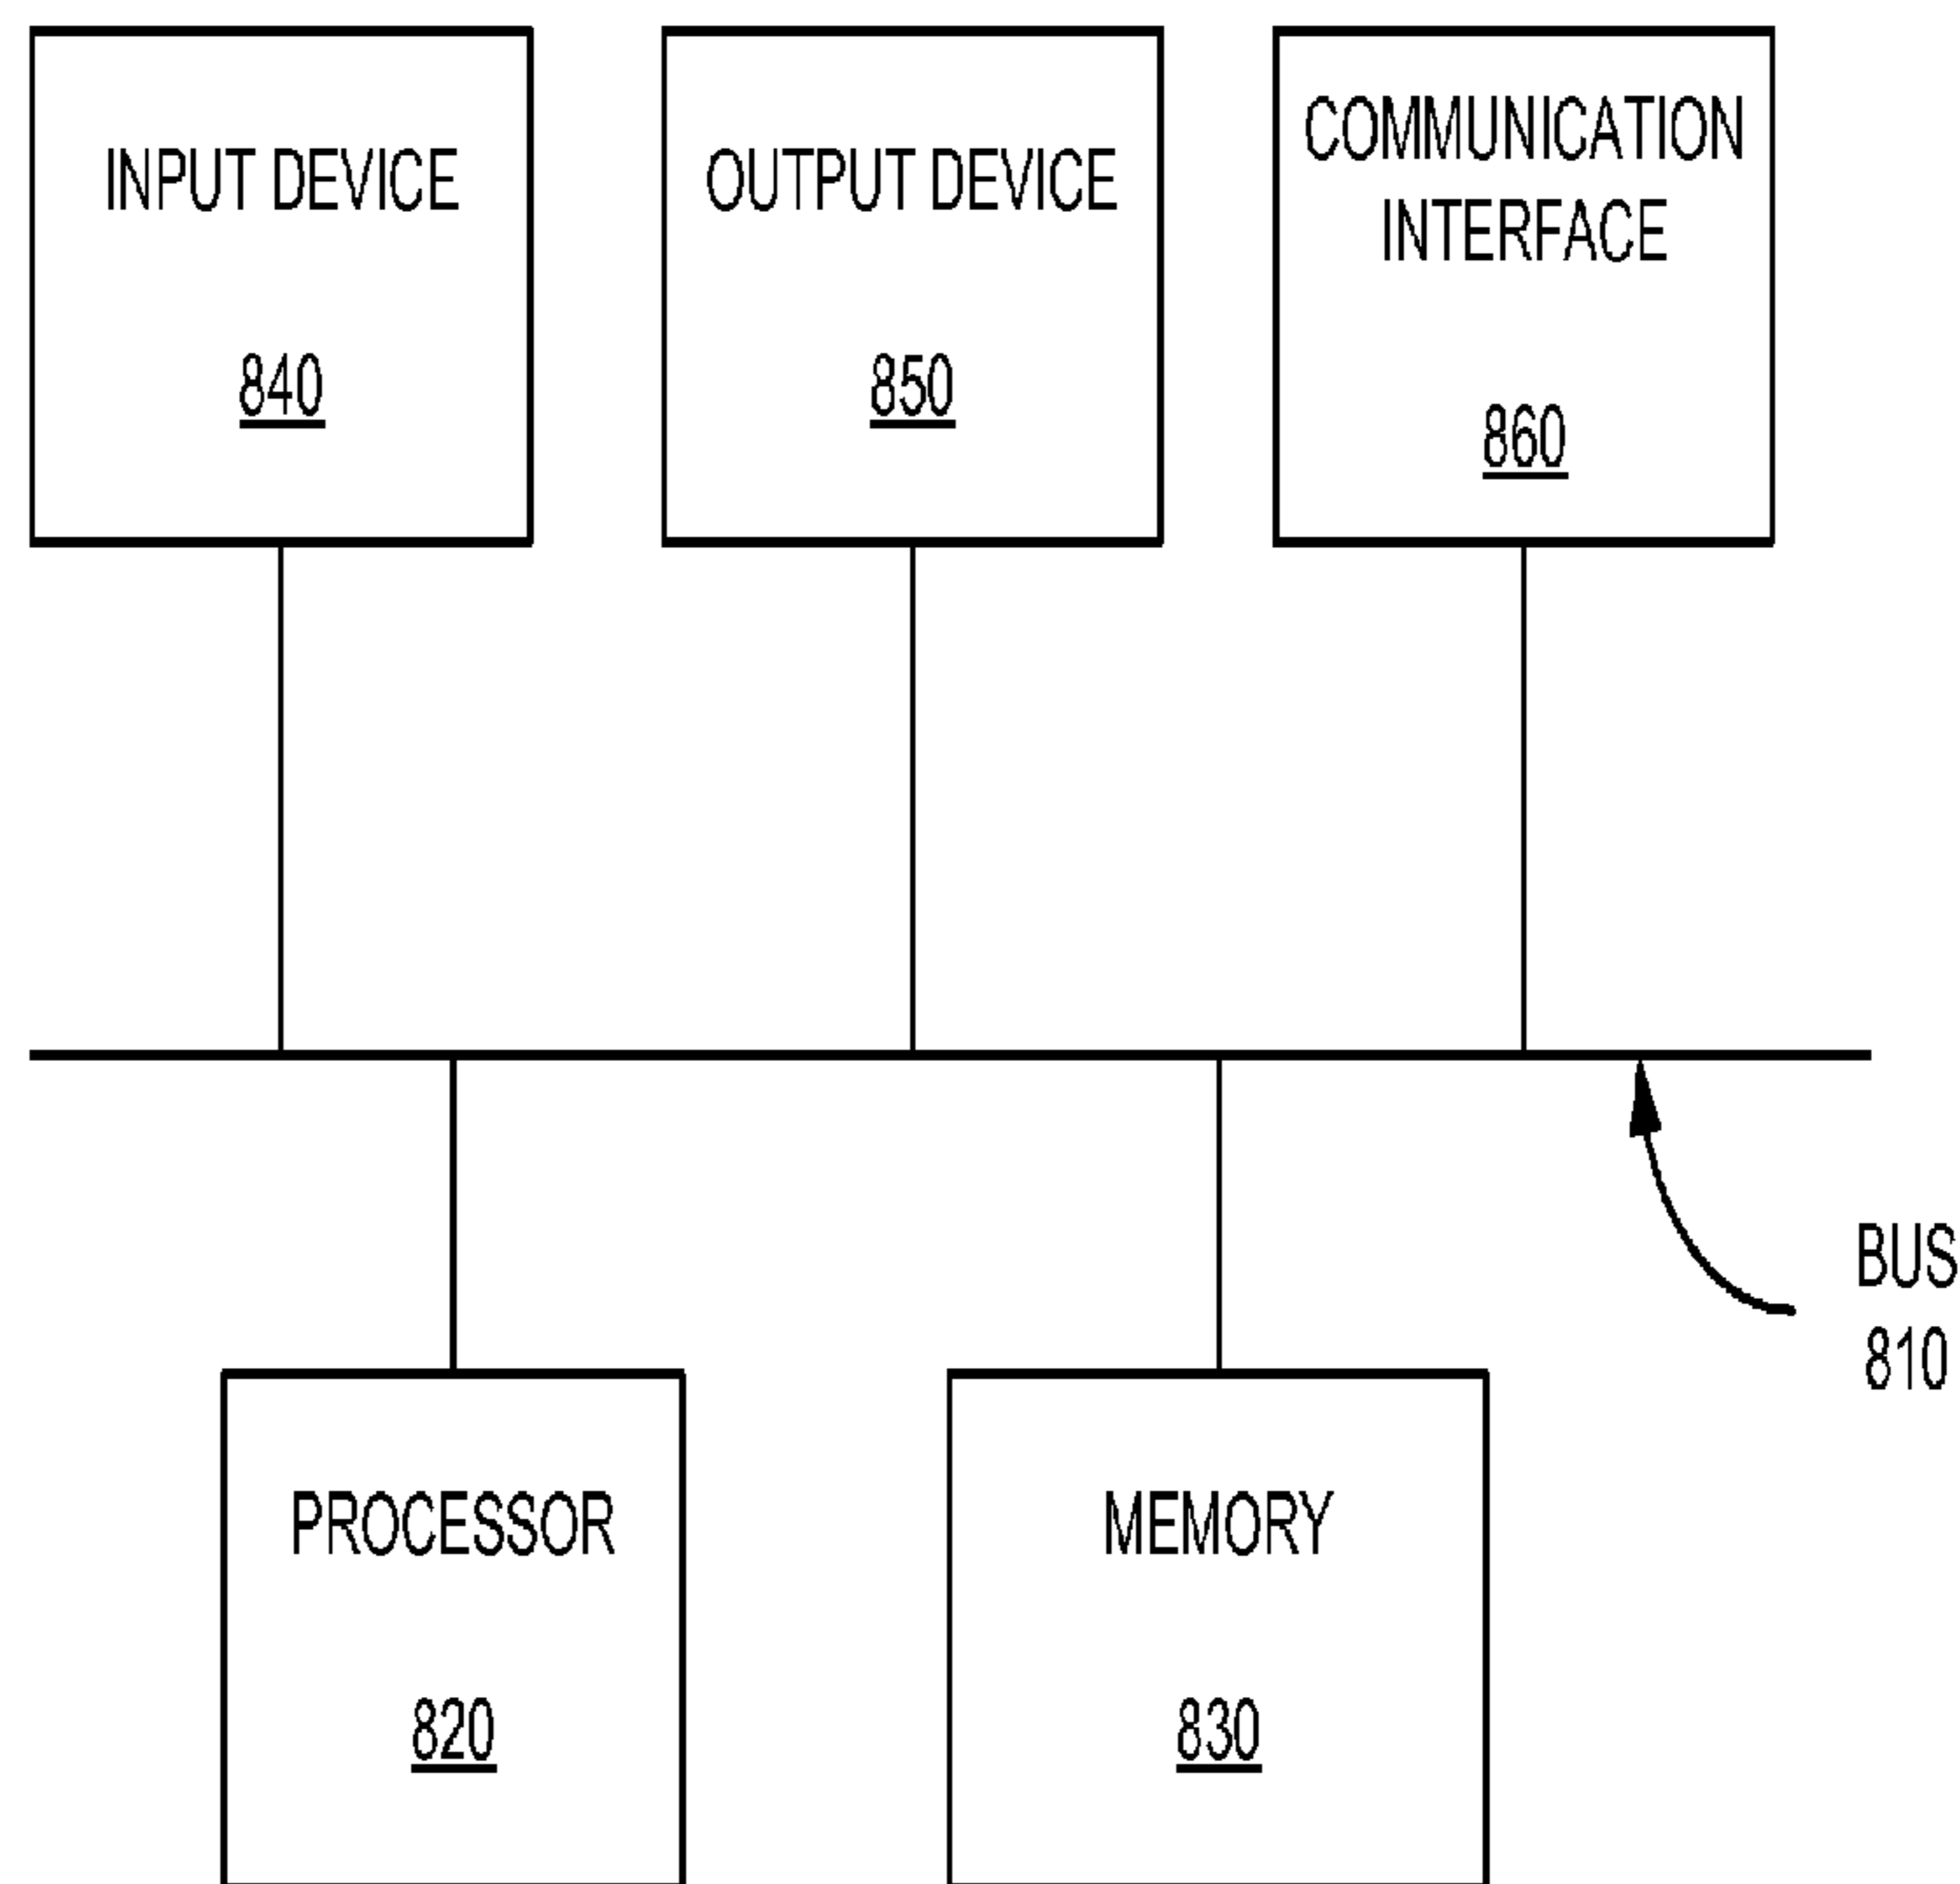 INPUT DEVICE
840
OUTPUT DEVICE
850
COMMUNICATION
INTERFACE
860
BUS
810
PROCESSOR
820
MEMORY
830